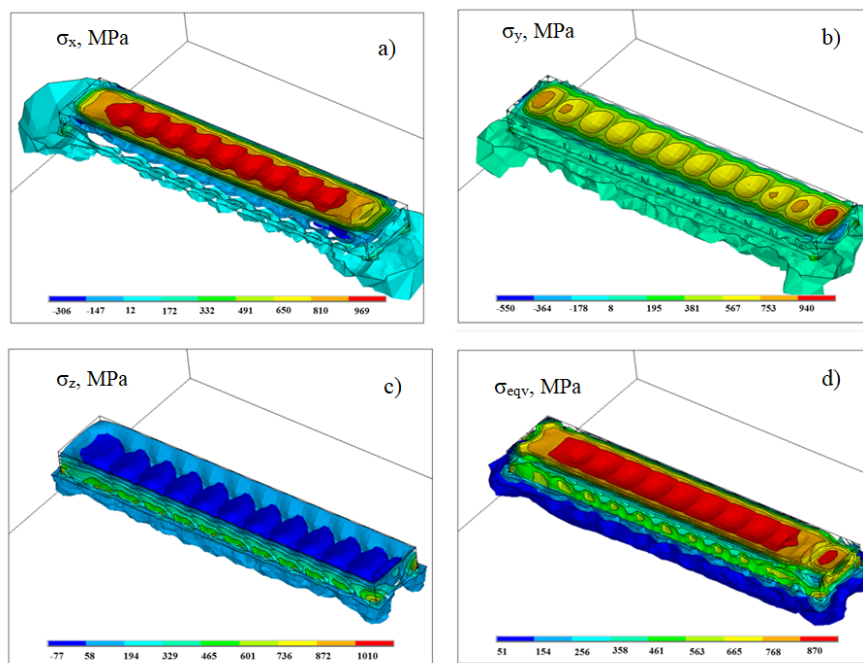 σx, MPa
a)
-306 -147 12 172 332 491 650 810 969
σy, MPa
b)
-550 -364 -178 8 195 381 567 753 940
σz, MPa
c)
-77 58 194 329 465 601 736 872 1010
σeqv, MPa
d)
51 154 256 358 461 563 665 768 870